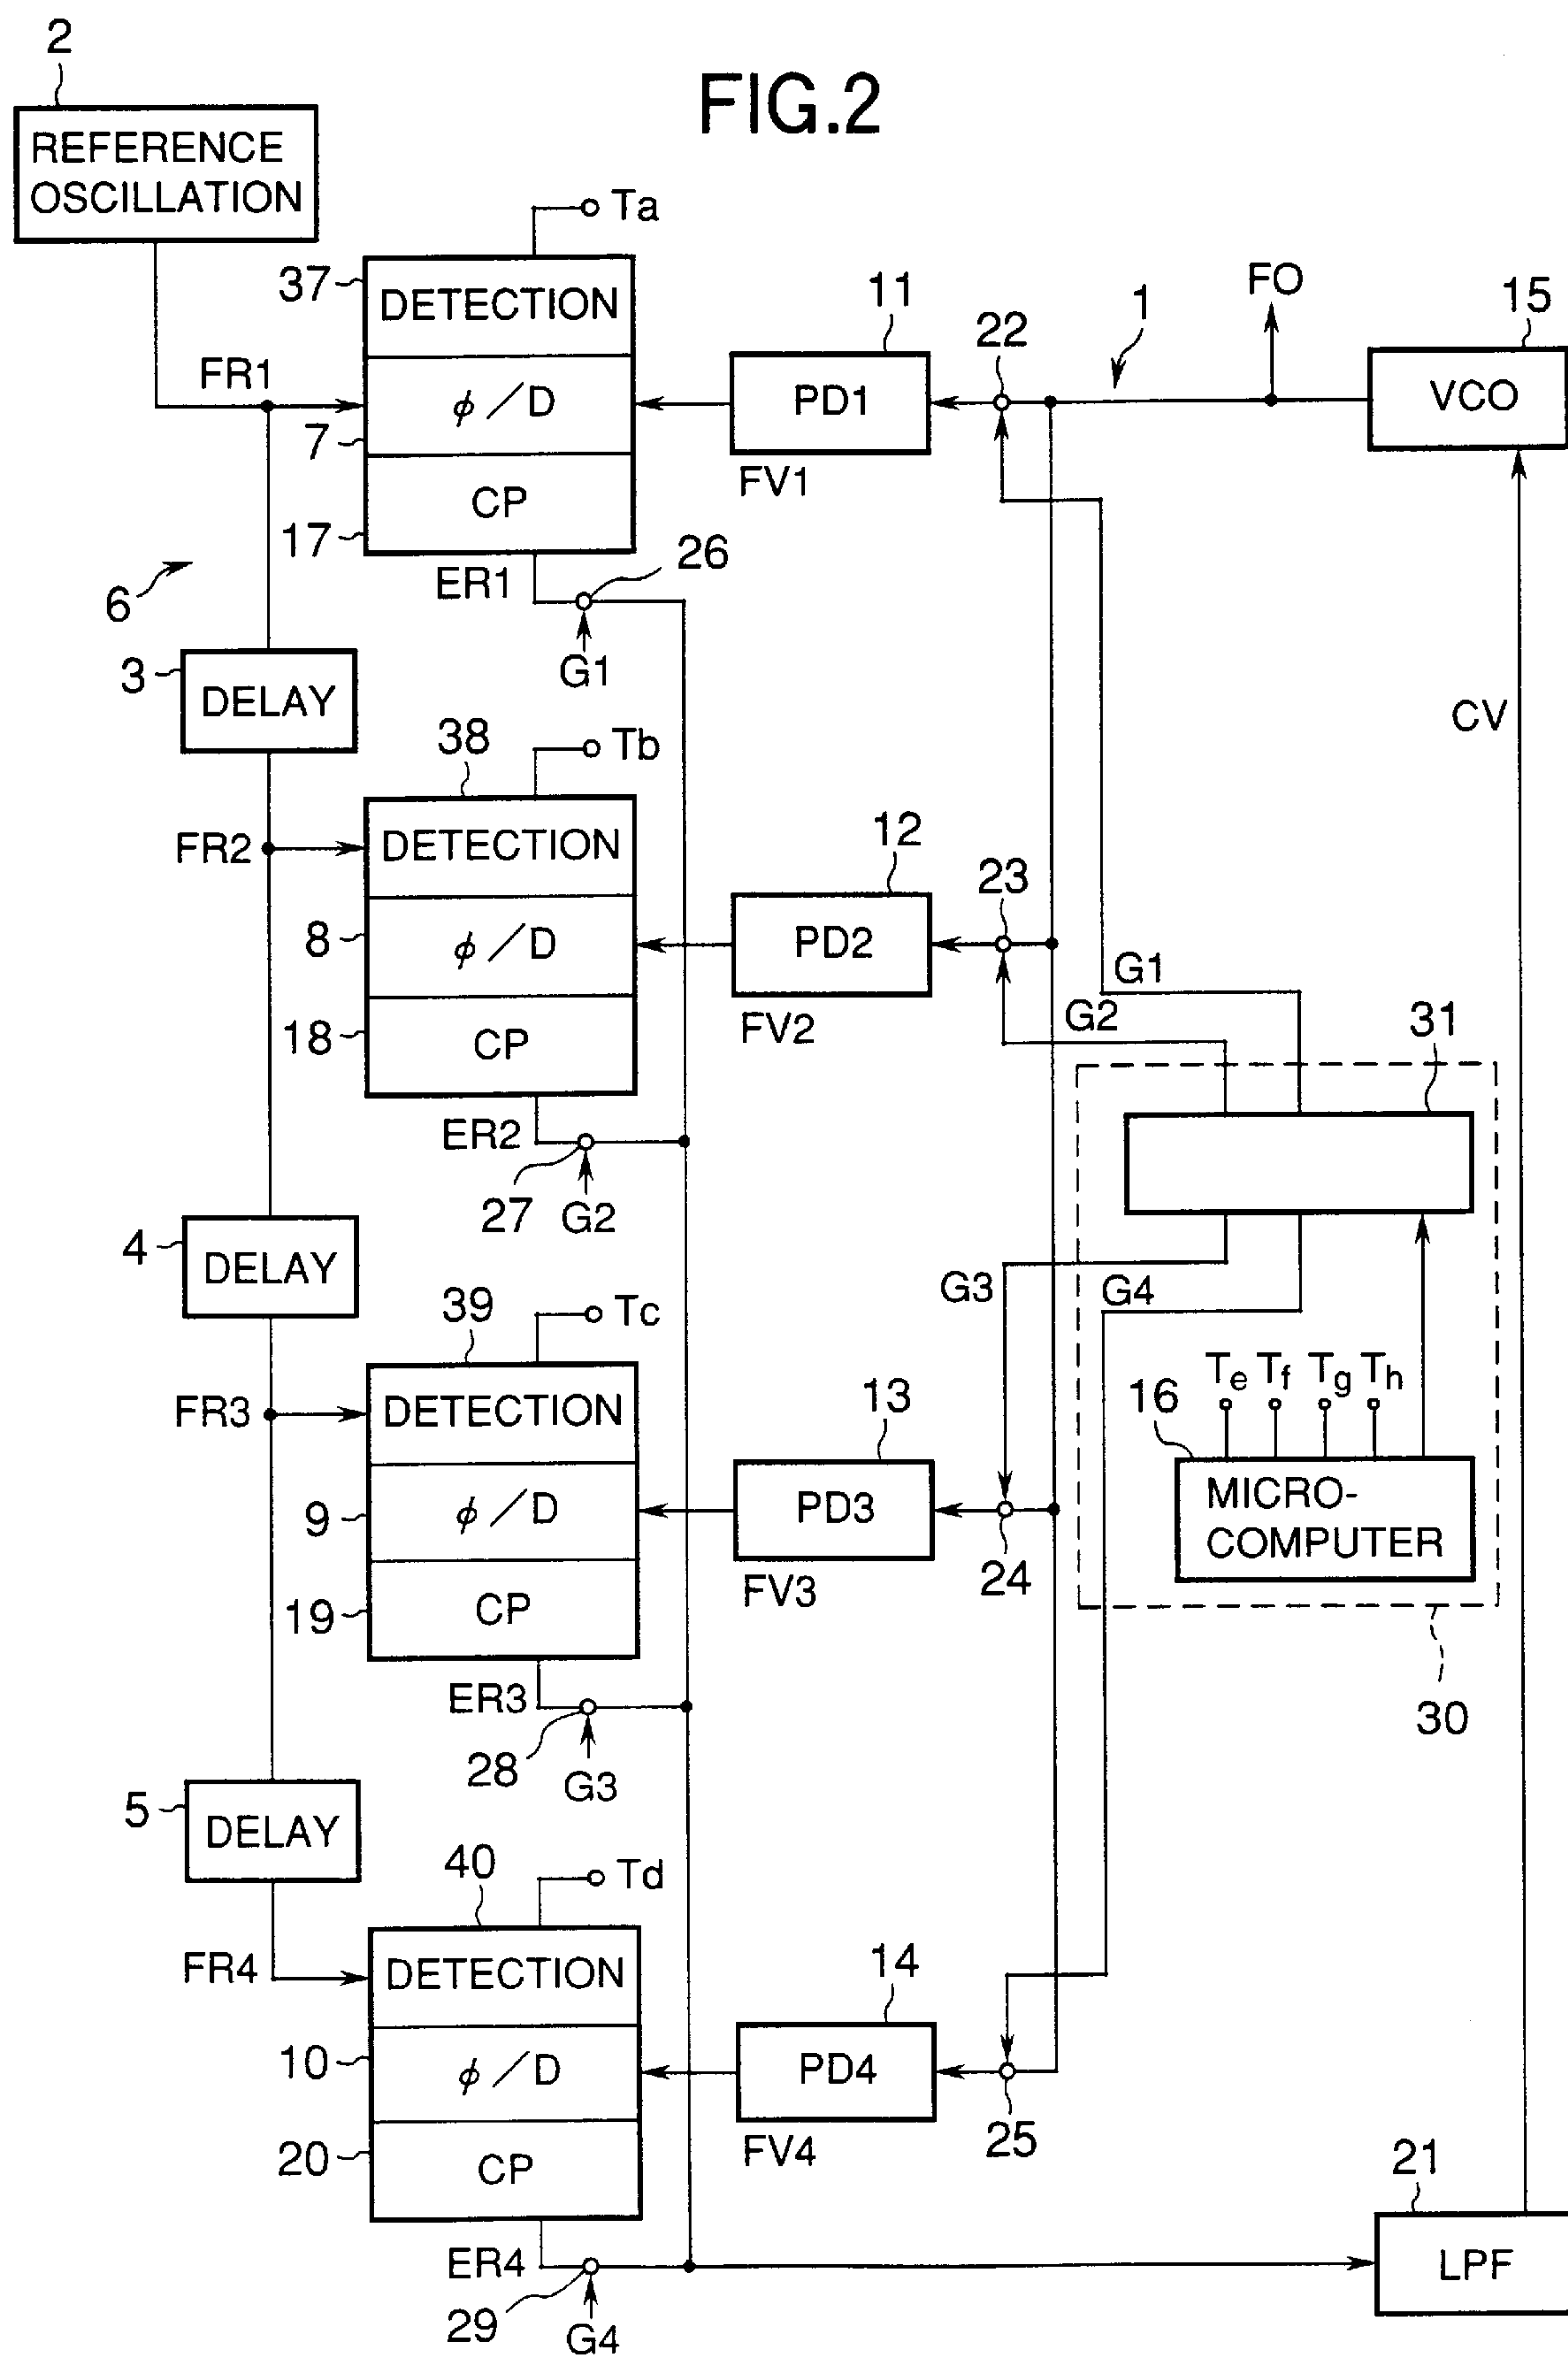 FIG.2
2
REFERENCE
OSCILLATION
Ta
37
DETECTION
FR1
φ/D
7
CP
17
11
PD1
FV1
22
1
FO
15
VCO
ER1
26
G1
6
3
DELAY
CV
38
Tb
FR2
DETECTION
8
φ/D
18
CP
12
PD2
FV2
23
G1
G2
31
ER2
27
G2
4
DELAY
G3
G4
39
Tc
FR3
DETECTION
9
φ/D
19
CP
13
PD3
FV3
24
Te Tf Tg Th
16
MICRO-
COMPUTER
30
ER3
28
G3
5
DELAY
40
Td
FR4
DETECTION
10
φ/D
20
CP
14
PD4
FV4
25
21
LPF
ER4
29
G4